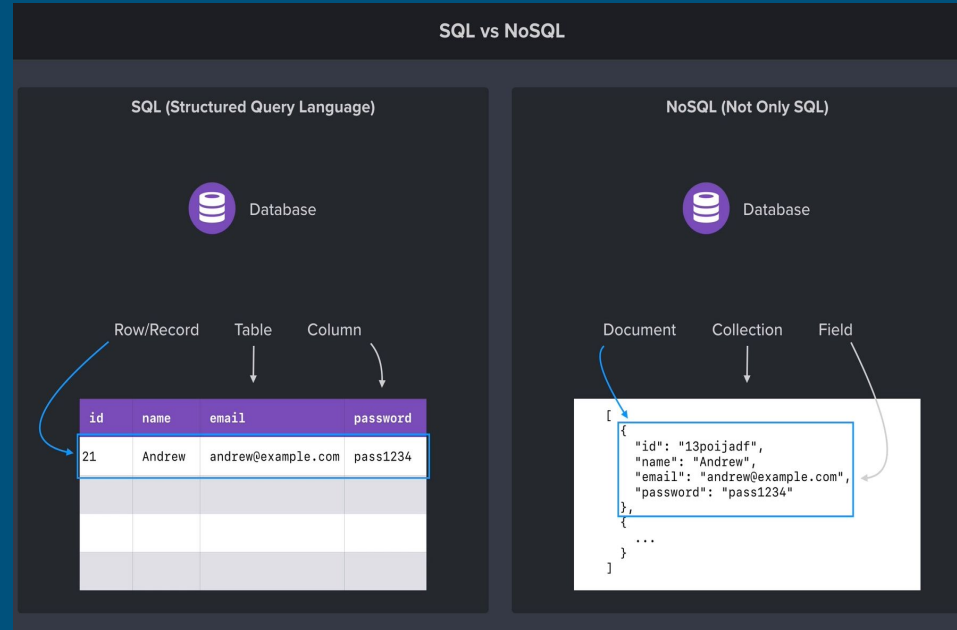 SQL vs NoSQL
SQL (Structured Query Language)
Database
Row/Record Table Column
id name email password
21 Andrew andrew@example.com pass1234
NoSQL (Not Only SQL)
Database
Document Collection Field
[
{
"id": "13poijadf",
"name": "Andrew",
"email": "andrew@example.com",
"password": "pass1234"
},
{
...
}
]